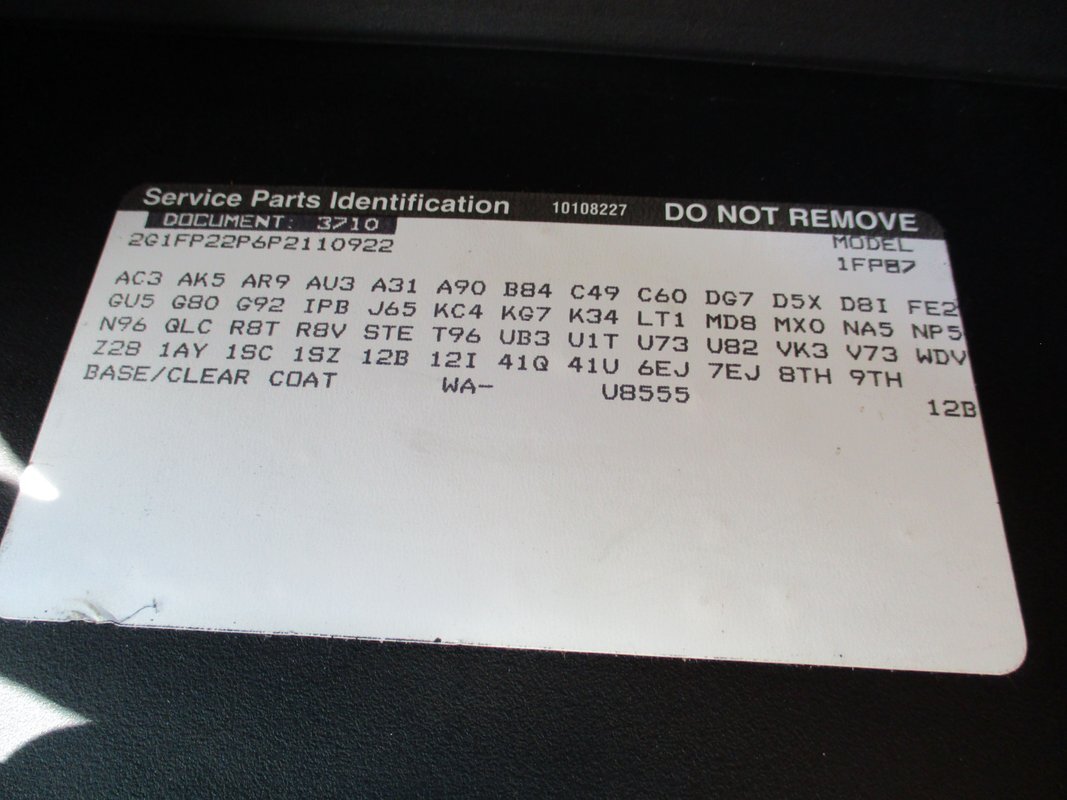 Service Parts Identification 10108227 DO NOT REMOVE
DOCUMENT: 3710
2G1FP22P6P2110922 MODEL
1FP87
AC3 AK5 AR9 AU3 A31 A90 B84 C49 C60 DG7 D5X D8I FE2
GU5 G80 G92 IPB J65 KC4 KG7 K34 LT1 MD8 MX0 NA5 NP5
N96 QLC R8T R8V STE T96 UB3 U1T U73 U82 VK3 V73 WDV
Z28 1AY 1SC 1SZ 12B 12I 41Q 41U 6EJ 7EJ 8TH 9TH
BASE/CLEAR COAT WA- U8555 12B